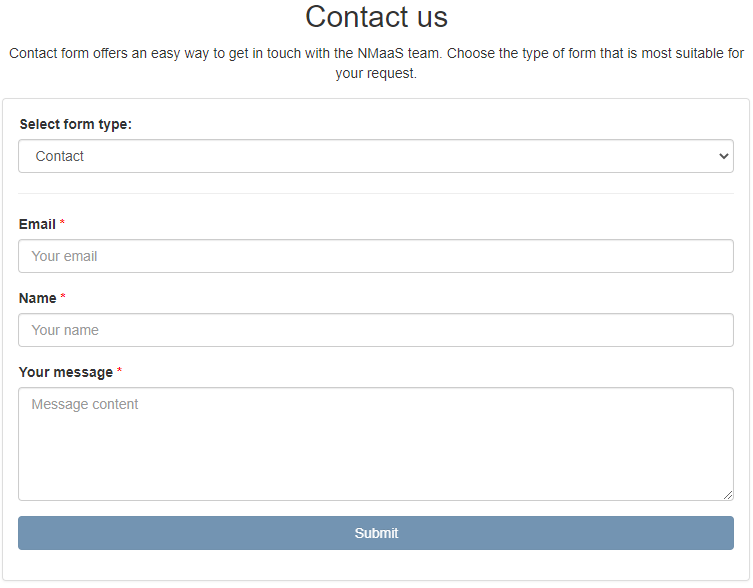 Contact us
Contact form offers an easy way to get in touch with the NMaaS team. Choose the type of form that is most suitable for
your request.
Select form type:
Contact
Email *
Your email
Name *
Your name
Your message *
Message content
Submit